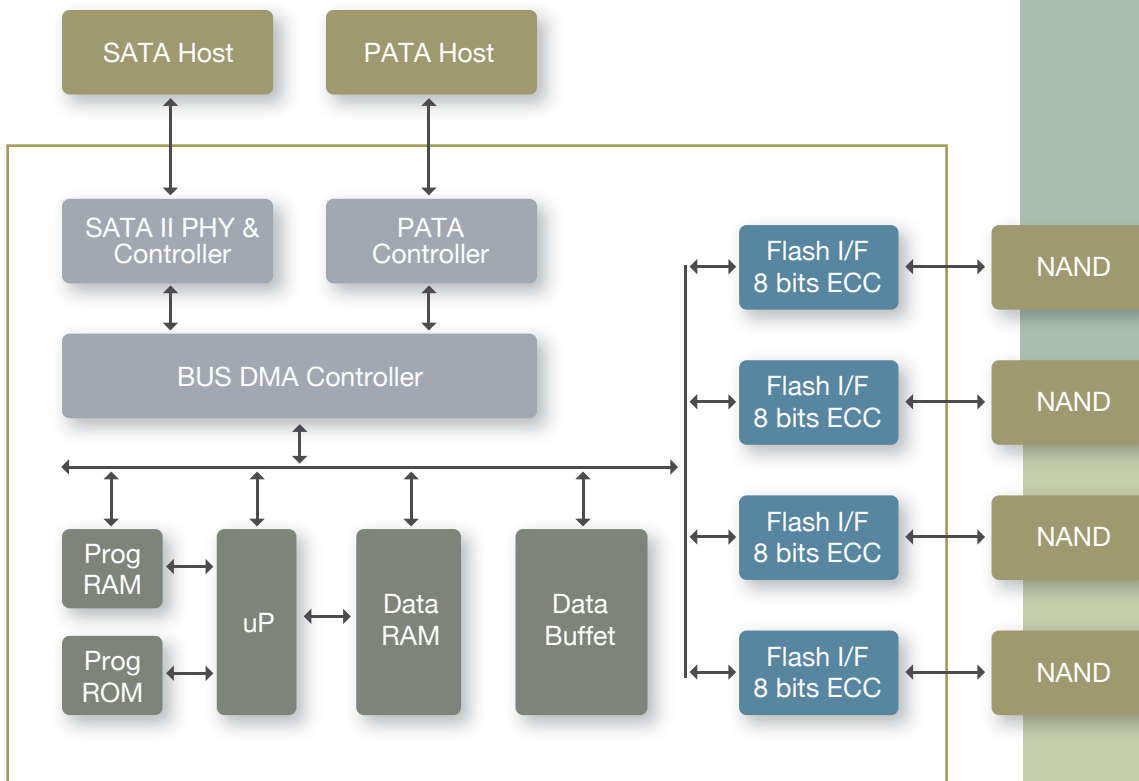 SATA Host
PATA Host
SATA II PHY &
Controller
PATA
Controller
BUS DMA Controller
Flash I/F
8 bits ECC
NAND
Flash I/F
8 bits ECC
NAND
Flash I/F
8 bits ECC
NAND
Flash I/F
8 bits ECC
NAND
Prog
RAM
Prog
ROM
uP
Data
RAM
Data
Buffet